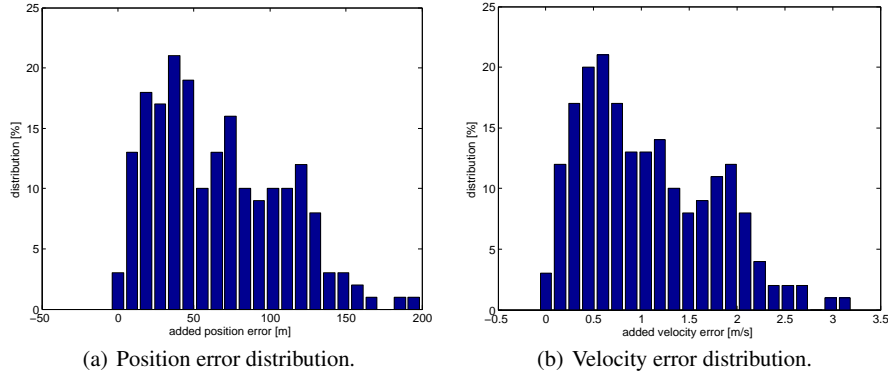 25
20
15
10
5
0
distribution [%]
−50 0 50 100 150 200
added position error [m]
(a) Position error distribution.
25
20
15
10
5
0
distribution [%]
−0.5 0 0.5 1 1.5 2 2.5 3 3.5
added velocity error [m/s]
(b) Velocity error distribution.